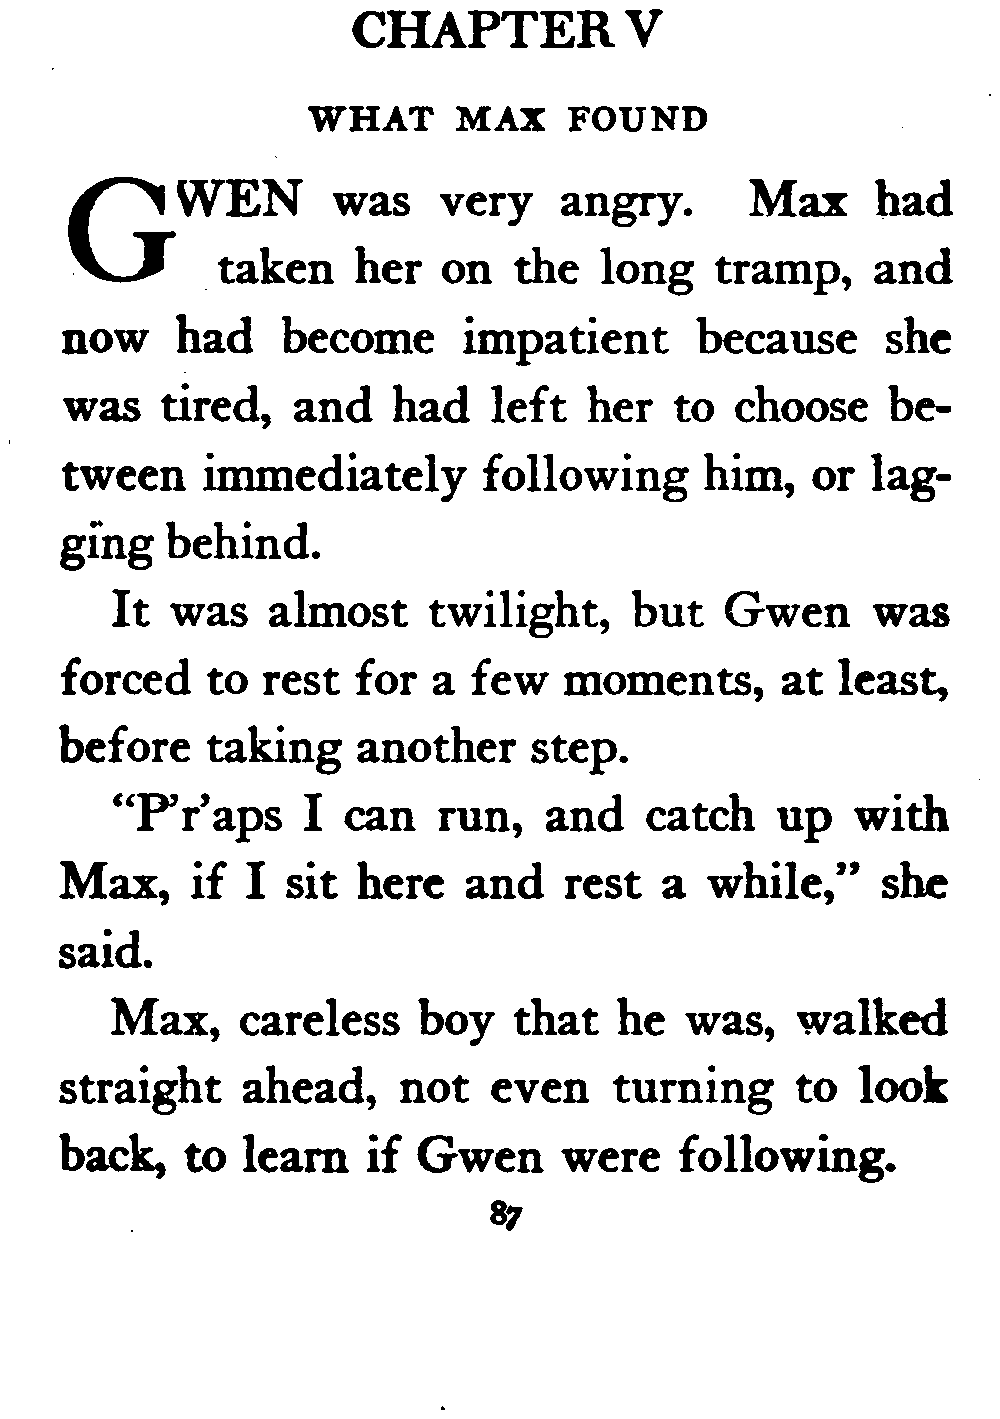 CHAPTER V
WHAT MAX FOUND
GWEN was very angry. Max had
taken her on the long tramp, and
now had become impatient because she
was tired, and had left her to choose be-
tween immediately following him, or lag-
ging behind.
It was almost twilight, but Gwen was
forced to rest for a few moments, at least,
before taking another step.
“P’r’aps I can run, and catch up with
Max, if I sit here and rest a while,” she
said.
Max, careless boy that he was, walked
straight ahead, not even turning to look
back, to learn if Gwen were following.
87